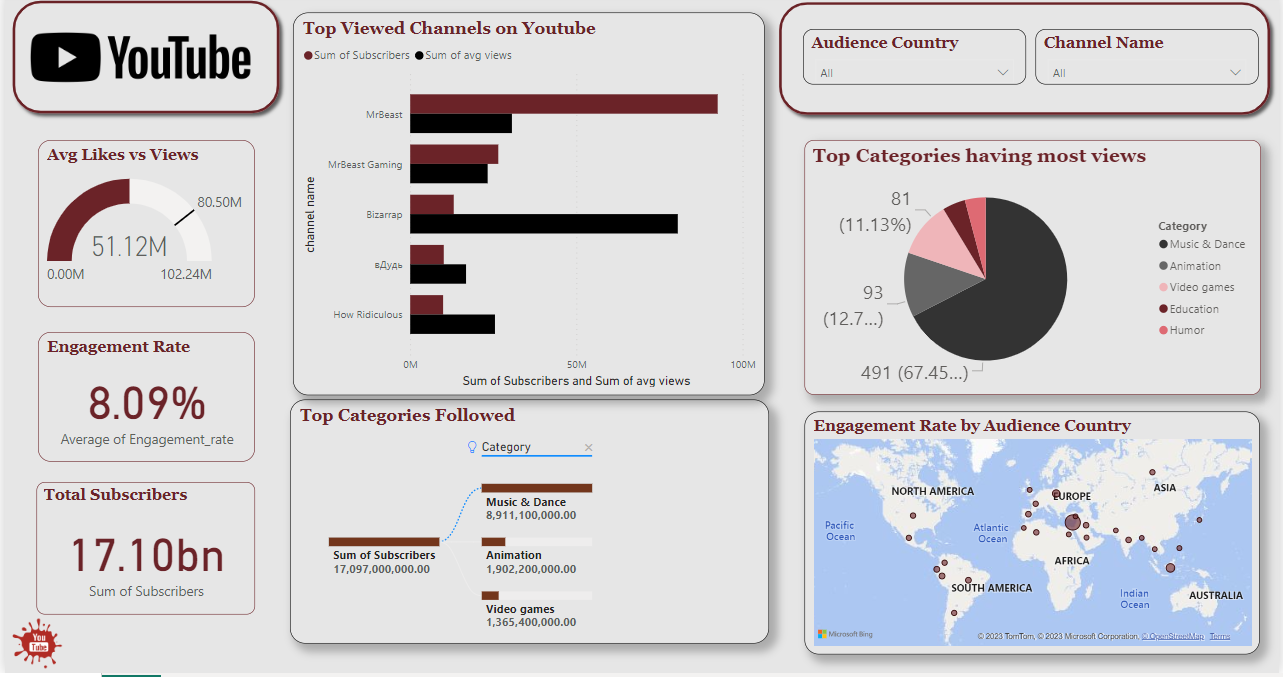 YouTube
Avg Likes vs Views
80.50M
51.12M
0.00M
102.24M
Engagement Rate
8.09%
Average of Engagement_rate
Total Subscribers
17.10bn
Sum of Subscribers
You
Tube
Top Viewed Channels on Youtube
Sum of Subscribers Sum of avg views
channel name
MrBeast
MrBeast Gaming
Bizarrap
вДудь
How Ridiculous
0M 50M 100M
Sum of Subscribers and Sum of avg views
Top Categories Followed
Category
Sum of Subscribers
17,097,000,000.00
Music & Dance
8,911,100,000.00
Animation
1,902,200,000.00
Video games
1,365,400,000.00
Audience Country
All
Channel Name
All
Top Categories having most views
81
(11.13%)
93
(12.7...)
491 (67.45...)
Category
Music & Dance
Animation
Video games
Education
Humor
Engagement Rate by Audience Country
NORTH AMERICA
EUROPE
ASIA
Pacific
Ocean
Atlantic
Ocean
AFRICA
SOUTH AMERICA
Indian
Ocean
AUSTRALIA
Microsoft Bing
© 2023 TomTom, © 2023 Microsoft Corporation, © OpenStreetMap Terms